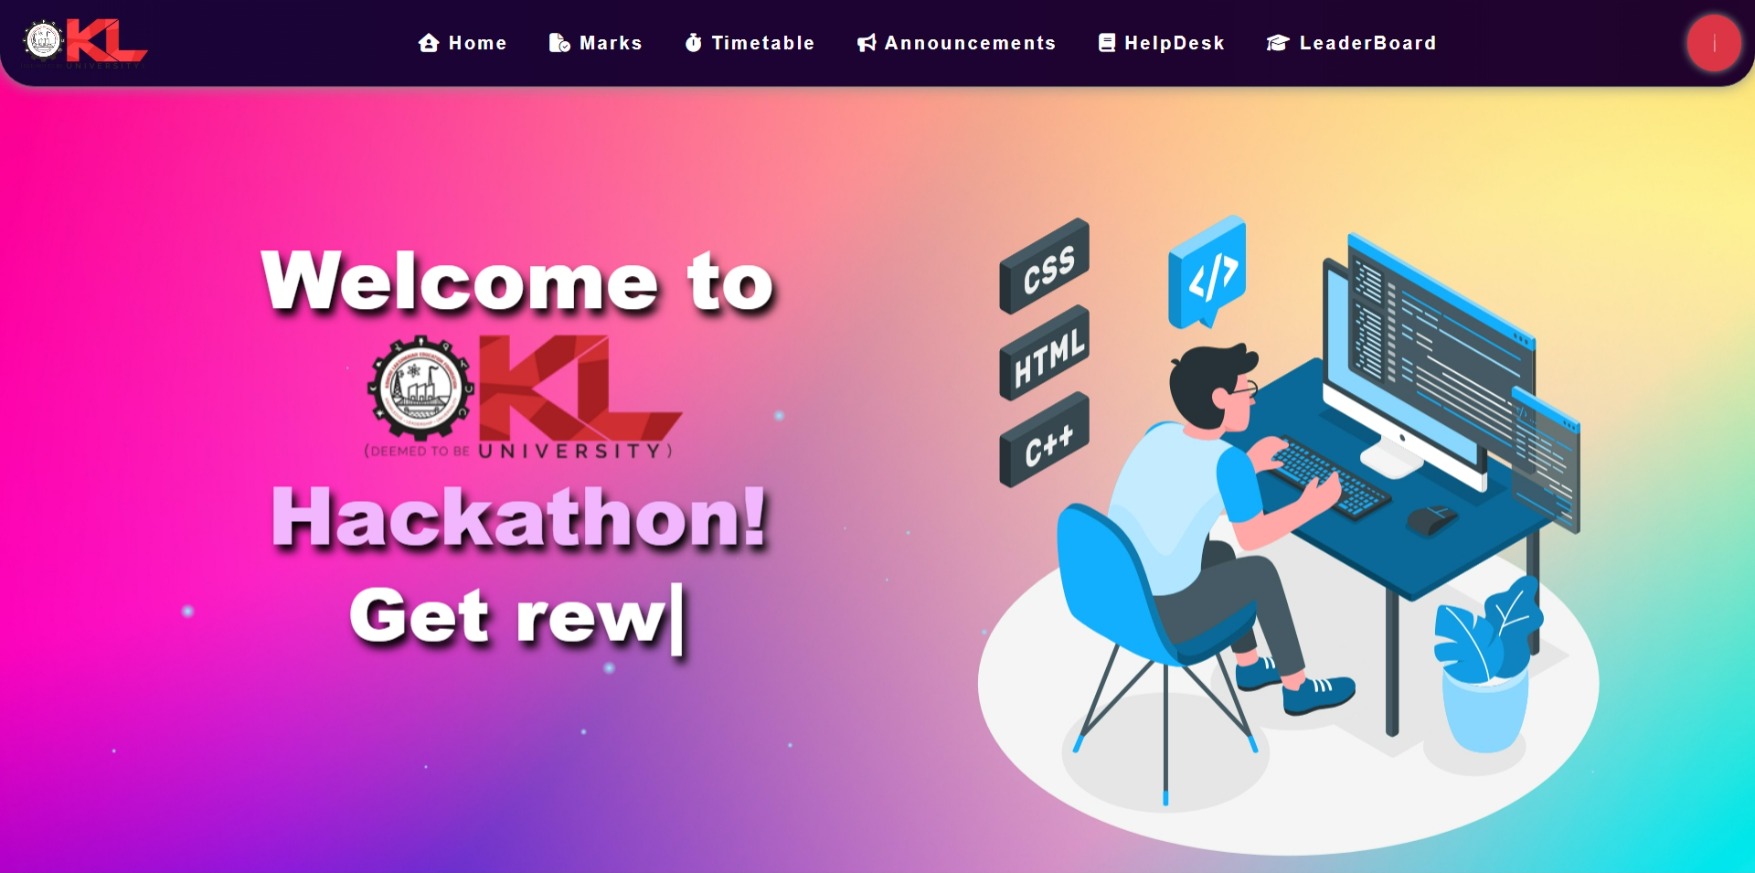 KL
UNIVERSITY
Home
Marks
Timetable
Announcements
HelpDesk
LeaderBoard
Welcome to
KL
(DEEMED TO BE UNIVERSITY)
Hackathon!
Get rew|
CSS
</>
HTML
C++